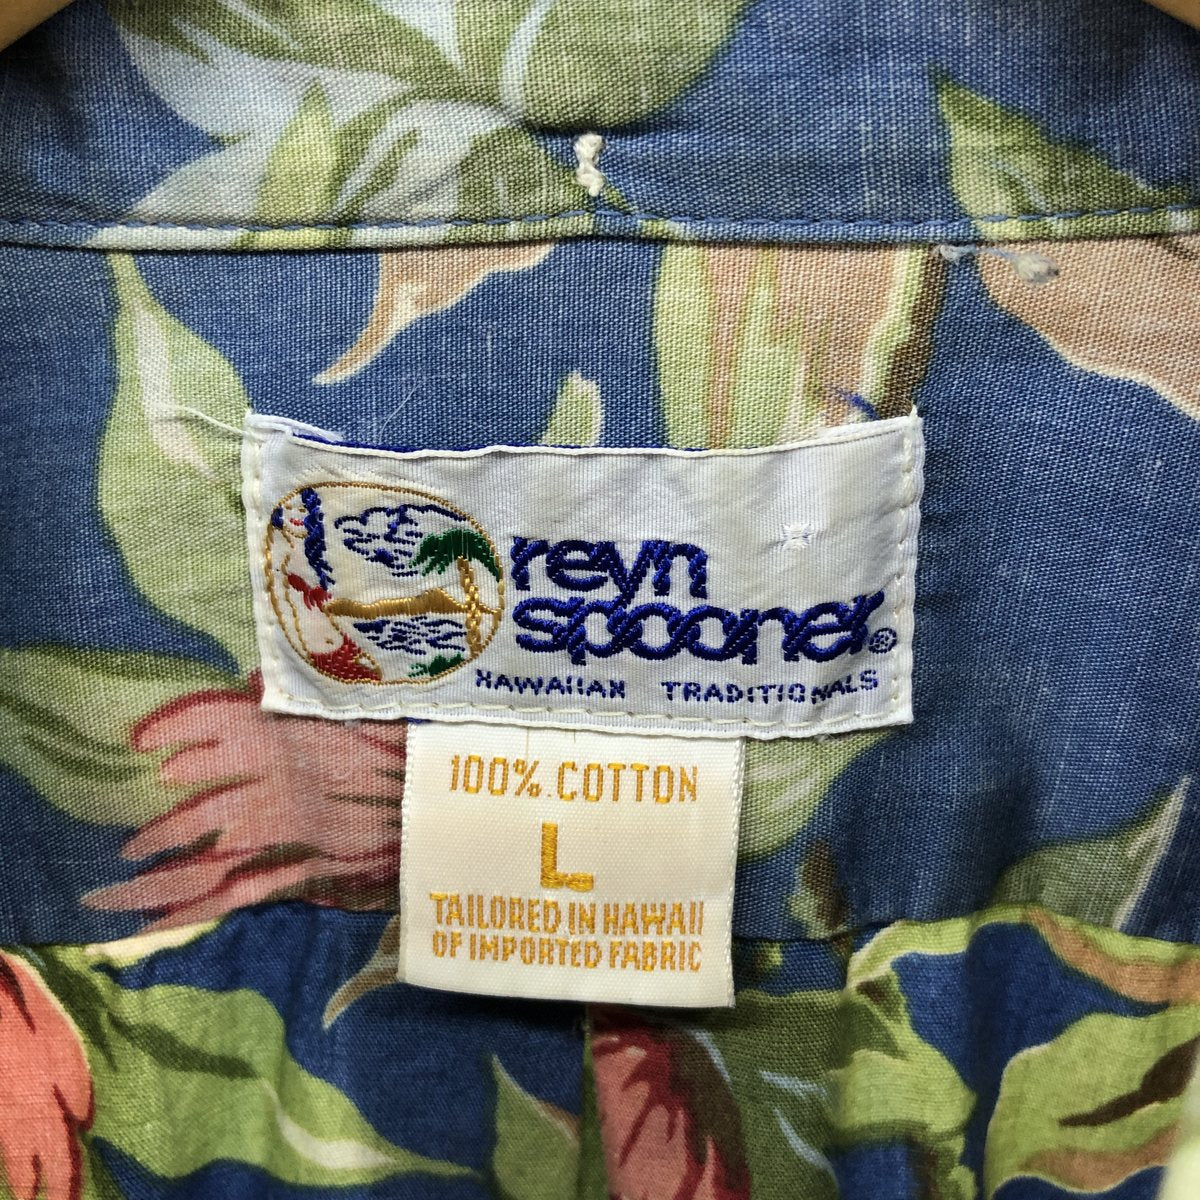 reyn
spooner®
HAWAIIAN TRADITIONALS
100% COTTON
L
TAILORED IN HAWAII
OF IMPORTED FABRIC